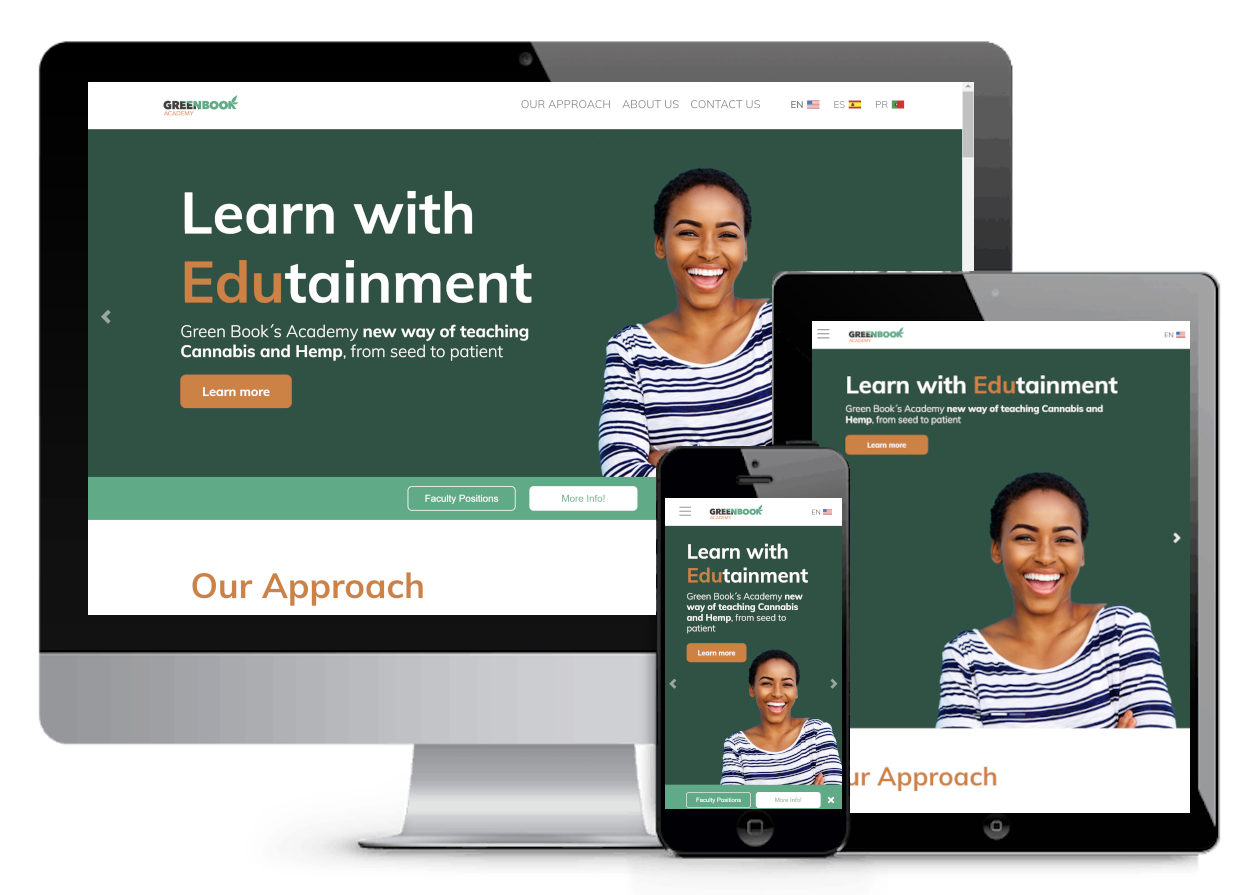 GREENBOOK
ACADEMY
OUR APPROACH ABOUT US CONTACT US EN ES PR
Learn with
Edutainment
Green Book´s Academy new way of teaching
Cannabis and Hemp, from seed to patient
Learn more
Faculty Positions More Info!
Our Approach
GREENBOOK
ACADEMY
EN
Learn with Edutainment
Green Book´s Academy new way of teaching Cannabis and
Hemp, from seed to patient
Learn more
ur Approach
GREENBOOK
ACADEMY
EN
Learn with
Edutainment
Green Book´s Academy new
way of teaching Cannabis
and Hemp, from seed to
patient
Learn more
Faculty Positions More Info!